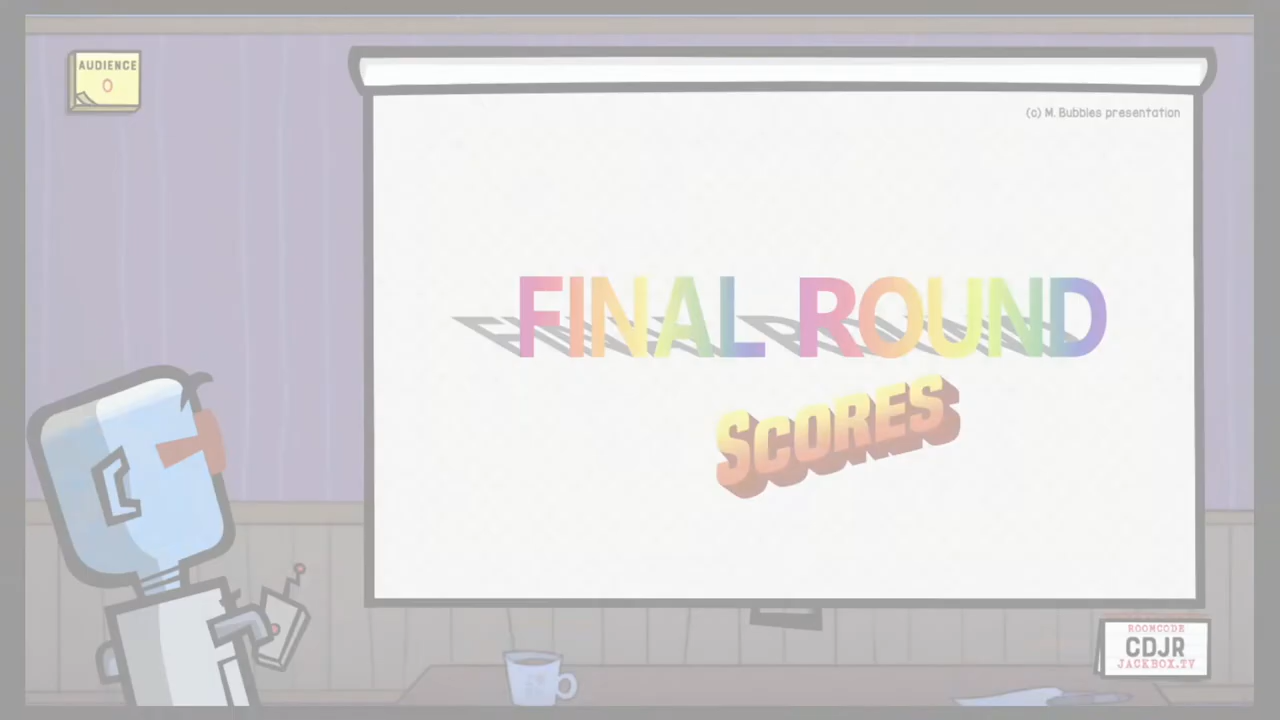 AUDIENCE
0
(c) M. Bubbles presentation
FINAL ROUND
SCORES
ROOMCODE
CDJR
JACKBOX.TV